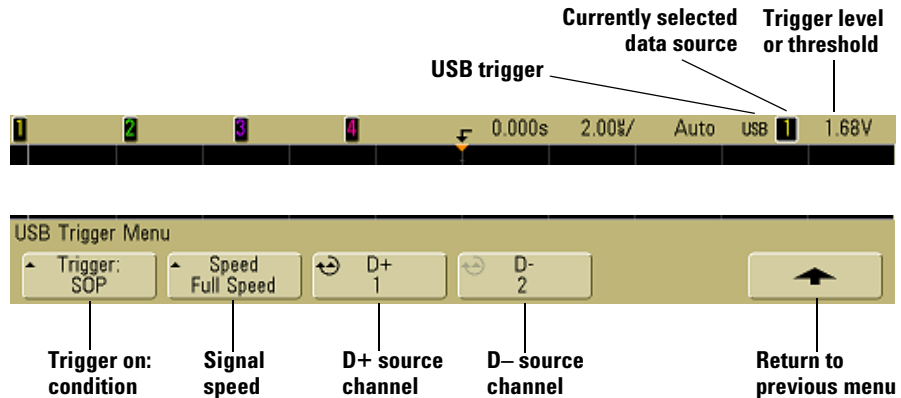 Currently selected
data source
Trigger level
or threshold
USB trigger
1 2 3 4 0.000s 2.00㎲/ Auto USB 1 1.68V
USB Trigger Menu
Trigger:
SOP
Speed
Full Speed
D+
1
D-
2
Trigger on:
condition
Signal
speed
D+ source
channel
D– source
channel
Return to
previous menu